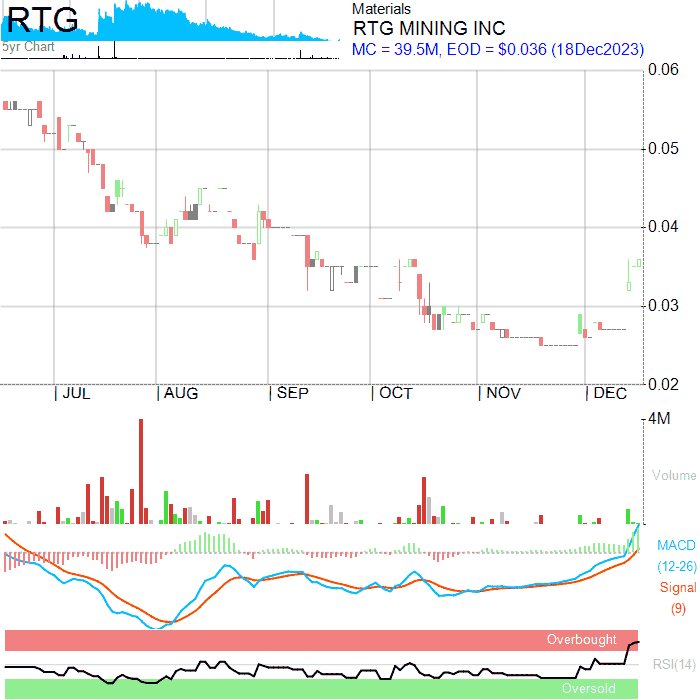 RTG
5yr Chart
Materials
RTG MINING INC
MC = 39.5M, EOD = $0.036 (18Dec2023)
0.06
0.05
0.04
0.03
0.02
JUL AUG SEP OCT NOV DEC
4M
Volume
MACD
(12-26)
Signal
(9)
Overbought
RSI(14)
Oversold